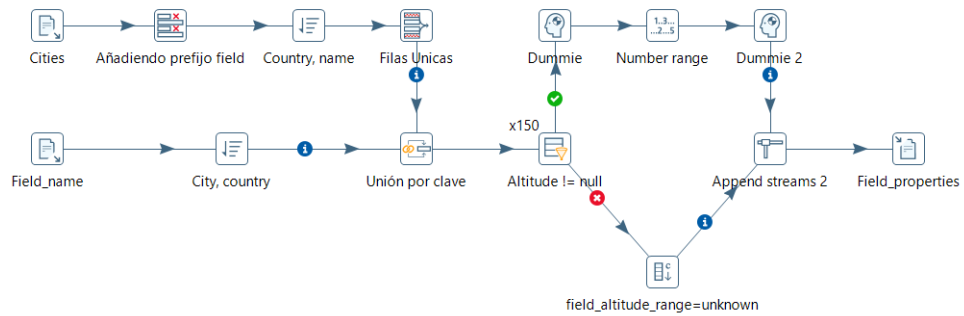 1..3...
...2...5
Cities
Añadiendo prefijo field
Country, name
Filas Unicas
Dummie
Number range
Dummie 2
x150
Field_name
City, country
Unión por clave
Altitude != null
Append streams 2
Field_properties
c
field_altitude_range=unknown